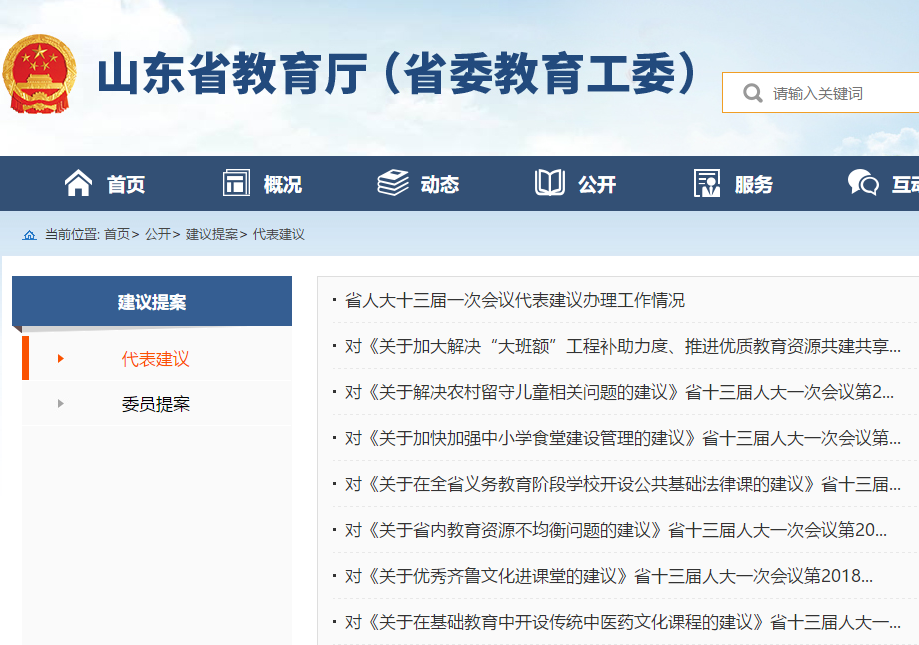 山东省教育厅（省委教育工委）
请输入关键词
首页 概况 动态 公开 服务 互动
当前位置: 首页> 公开> 建议提案> 代表建议
建议提案
代表建议
委员提案
· 省人大十三届一次会议代表建议办理工作情况
· 对《关于加大解决“大班额”工程补助力度、推进优质教育资源共建共享...
· 对《关于解决农村留守儿童相关问题的建议》省十三届人大一次会议第2...
· 对《关于加快加强中小学食堂建设管理的建议》省十三届人大一次会议第...
· 对《关于在全省义务教育阶段学校开设公共基础法律课的建议》省十三届...
· 对《关于省内教育资源不均衡问题的建议》省十三届人大一次会议第20...
· 对《关于优秀齐鲁文化进课堂的建议》省十三届人大一次会议第2018...
· 对《关于在基础教育中开设传统中医药文化课程的建议》省十三届人大一...